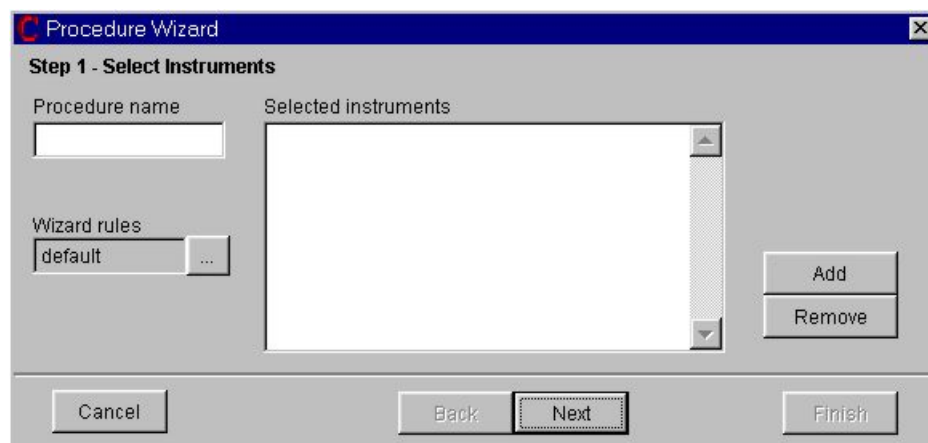 Procedure Wizard
Step 1 - Select Instruments
Procedure name
Selected instruments
Wizard rules
default
...
Add
Remove
Cancel
Back
Next
Finish